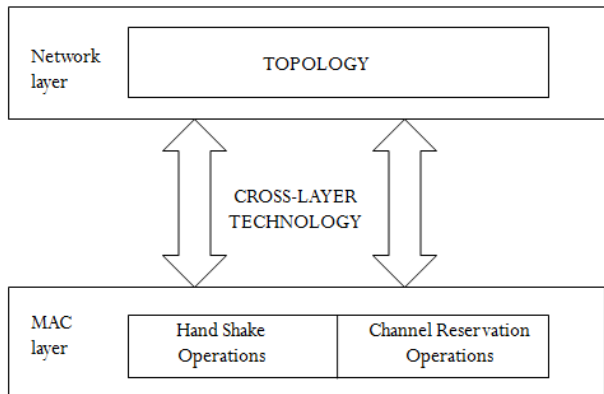 Network
layer
TOPOLOGY
CROSS-LAYER
TECHNOLOGY
MAC
layer
Hand Shake
Operations
Channel Reservation
Operations